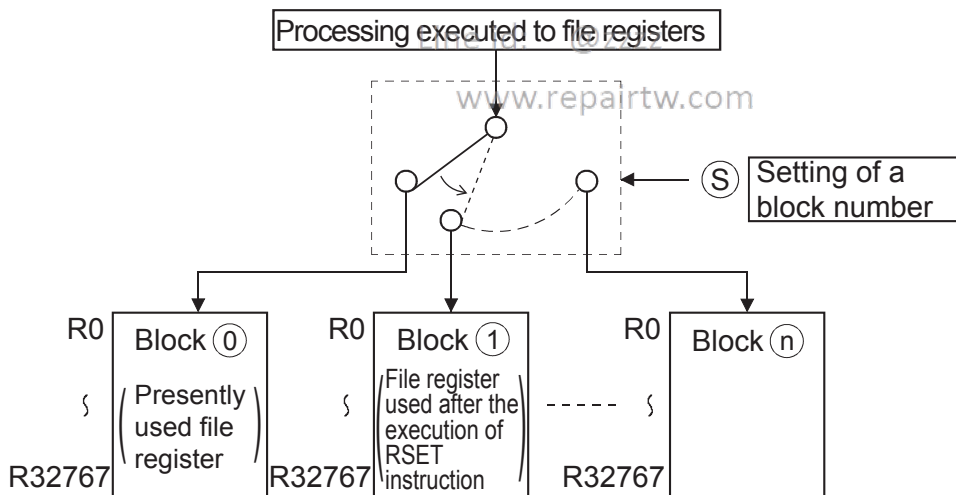 Processing executed to file registers
Line id: @zzzz
www.repairtw.com
S
Setting of a
block number
R0
Block 0
Presently
used file
register
R32767
R0
Block 1
File register
used after the
execution of
RSET
instruction
R32767
R0
Block n
R32767